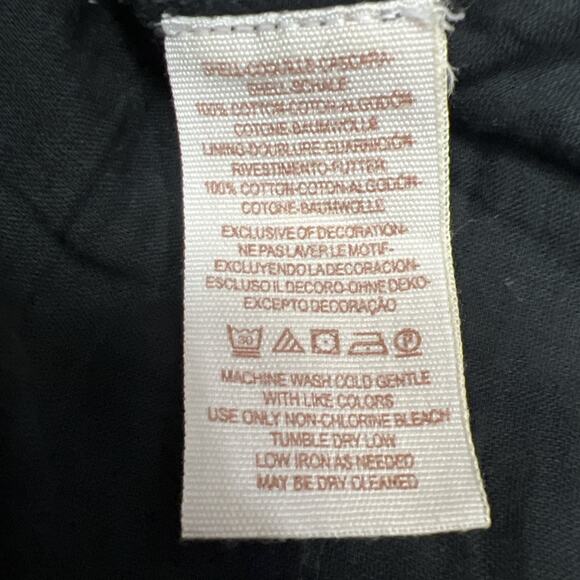 SHELL-COQUILLE-CASCARA-
SHELL-SCHALE
100% COTTON-COTON-ALGODÓN-
COTONE-BAUMWOLLE
LINING-DOUBLURE-GUARNICIÓN
RIVESTIMENTO-FUTTER
100% COTTON-COTON-ALGODÓN-
COTONE-BAUMWOLLE
EXCLUSIVE OF DECORATION-
NE PAS LAVER LE MOTIF-
EXCLUYENDO LA DECORACION-
ESCLUSO IL DECORO-OHNE DEKO-
EXCEPTO DECORAÇÃO
30 P
MACHINE WASH COLD GENTLE
WITH LIKE COLORS
USE ONLY NON-CHLORINE BLEACH
TUMBLE DRY LOW
LOW IRON AS NEEDED
MAY BE DRY CLEANED